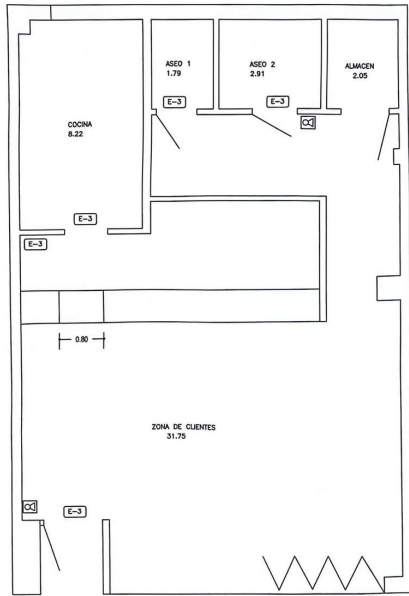 ASEO 1
1.79
ASEO 2
2.91
ALMACEN
2.05
E-3
E-3
COCINA
8.22
E-3
E-3
0.80
ZONA DE CLIENTES
31.75
E-3